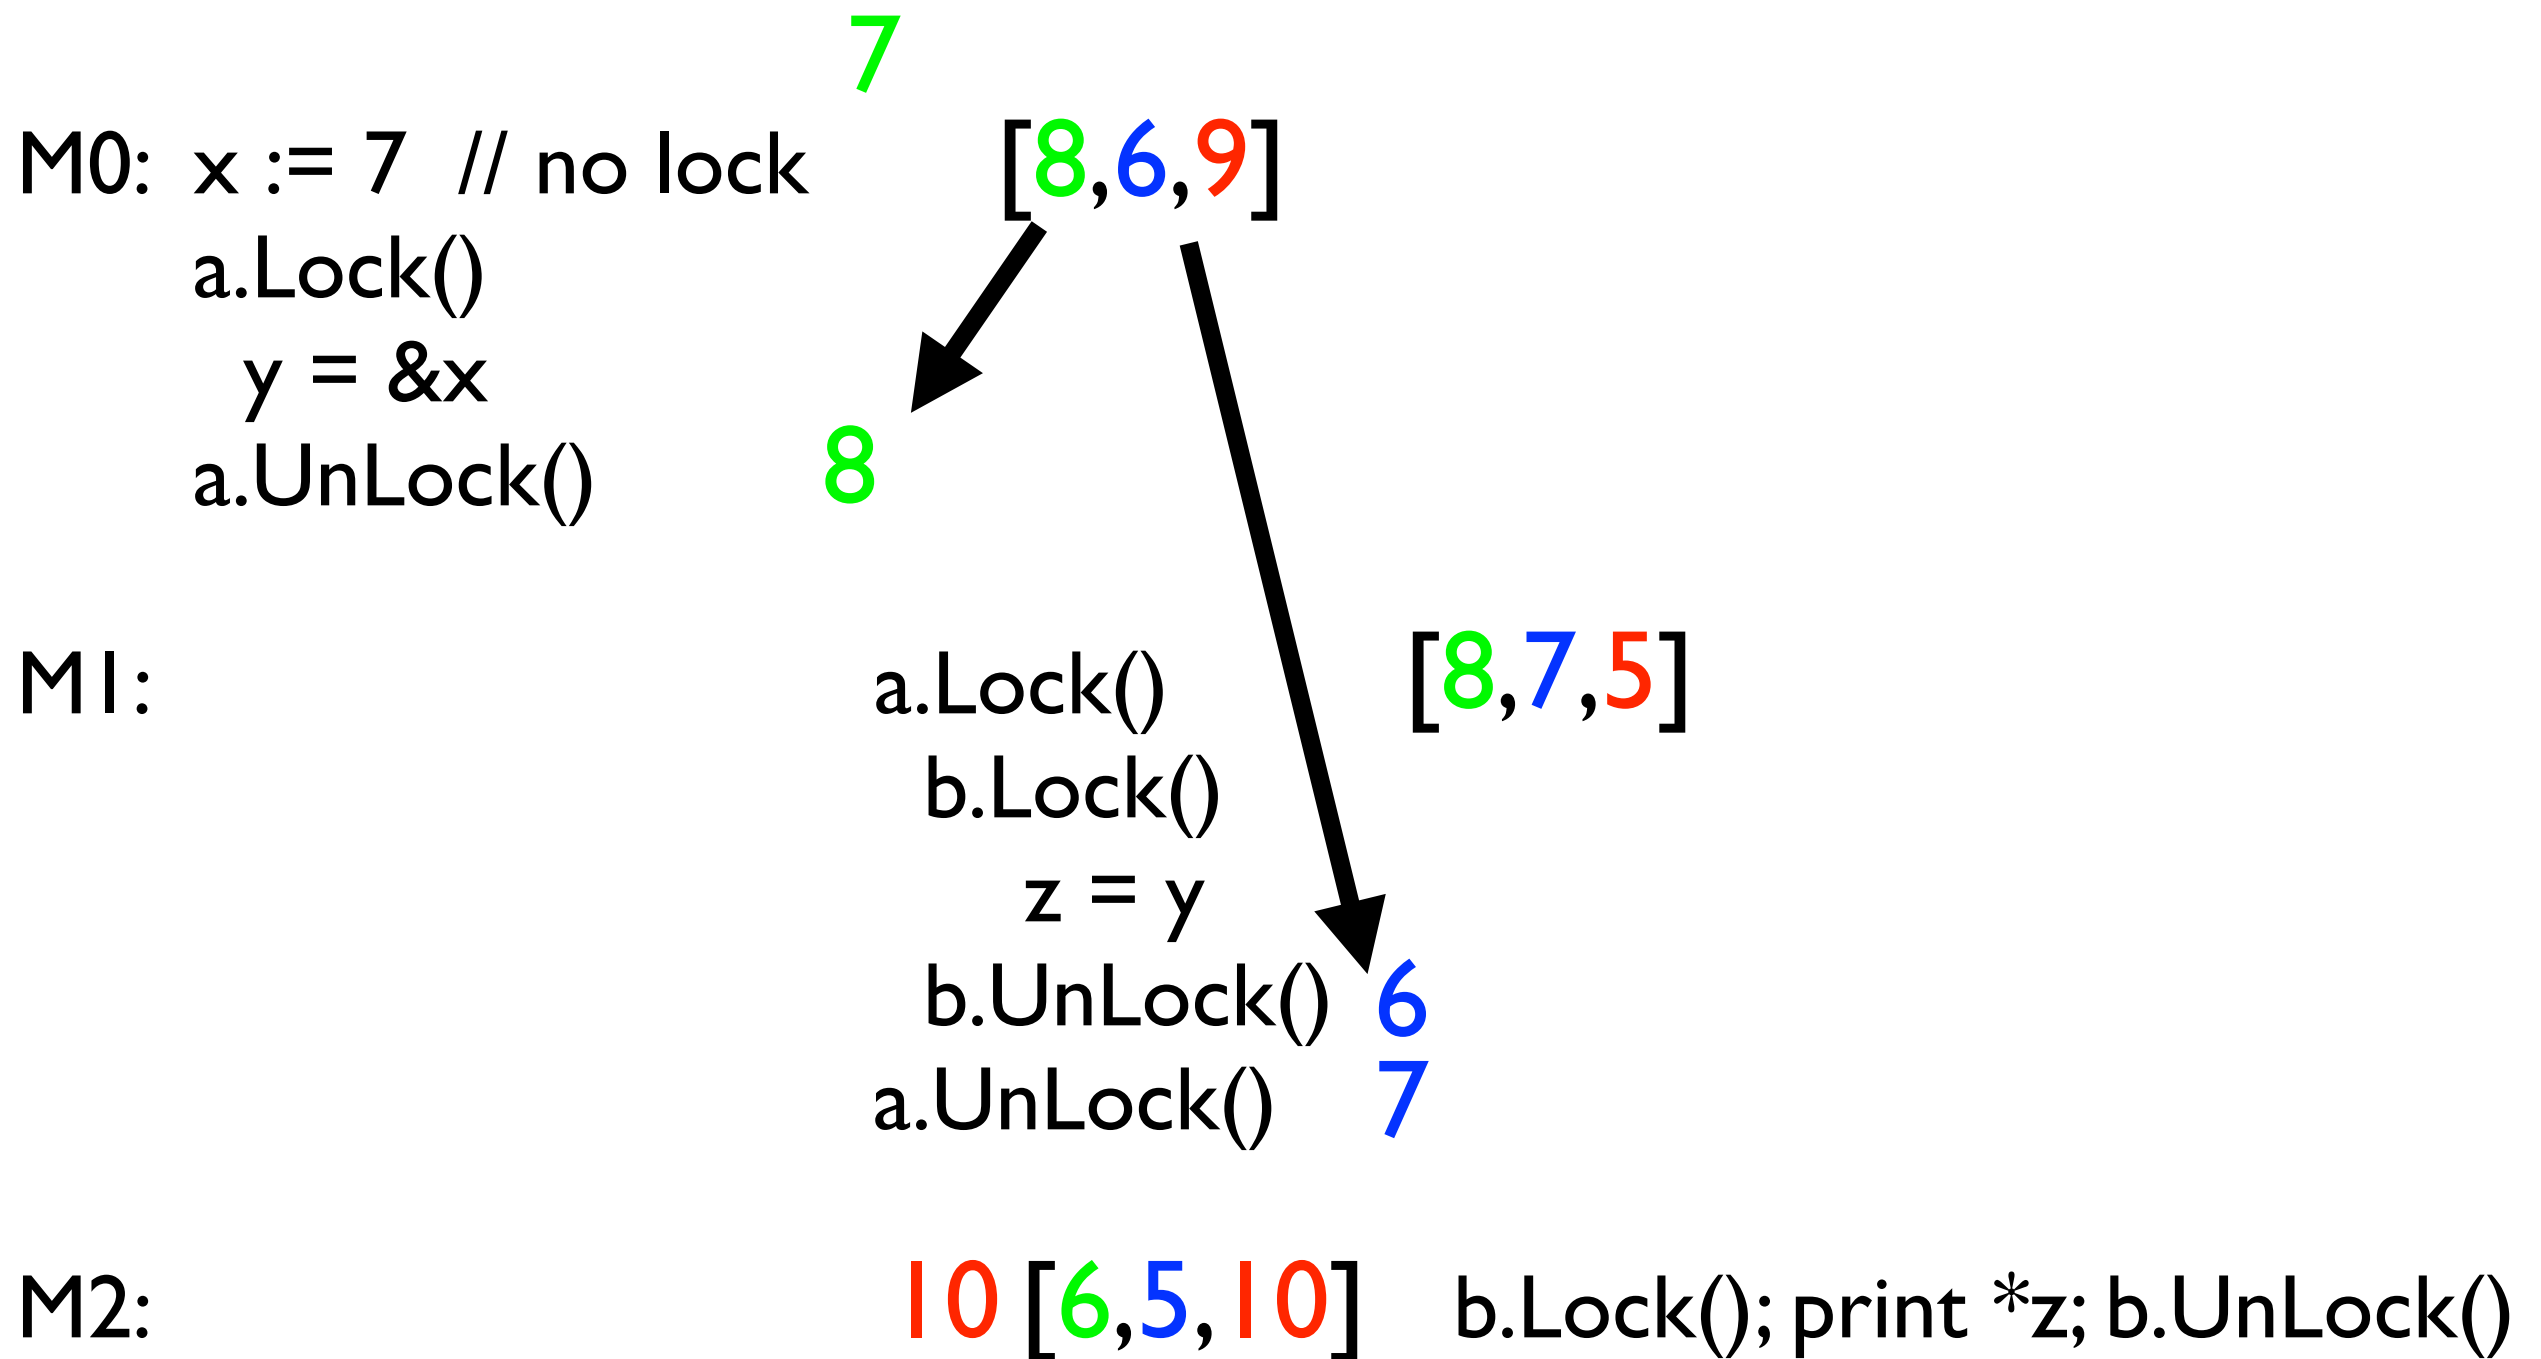 7
M0: x := 7 // no lock [8,6,9]
a.Lock()
y = &x
a.UnLock() 8
M1: a.Lock() [8,7,5]
b.Lock()
z = y
b.UnLock() 6
a.UnLock() 7
M2: 10 [6,5,10] b.Lock(); print *z; b.UnLock()